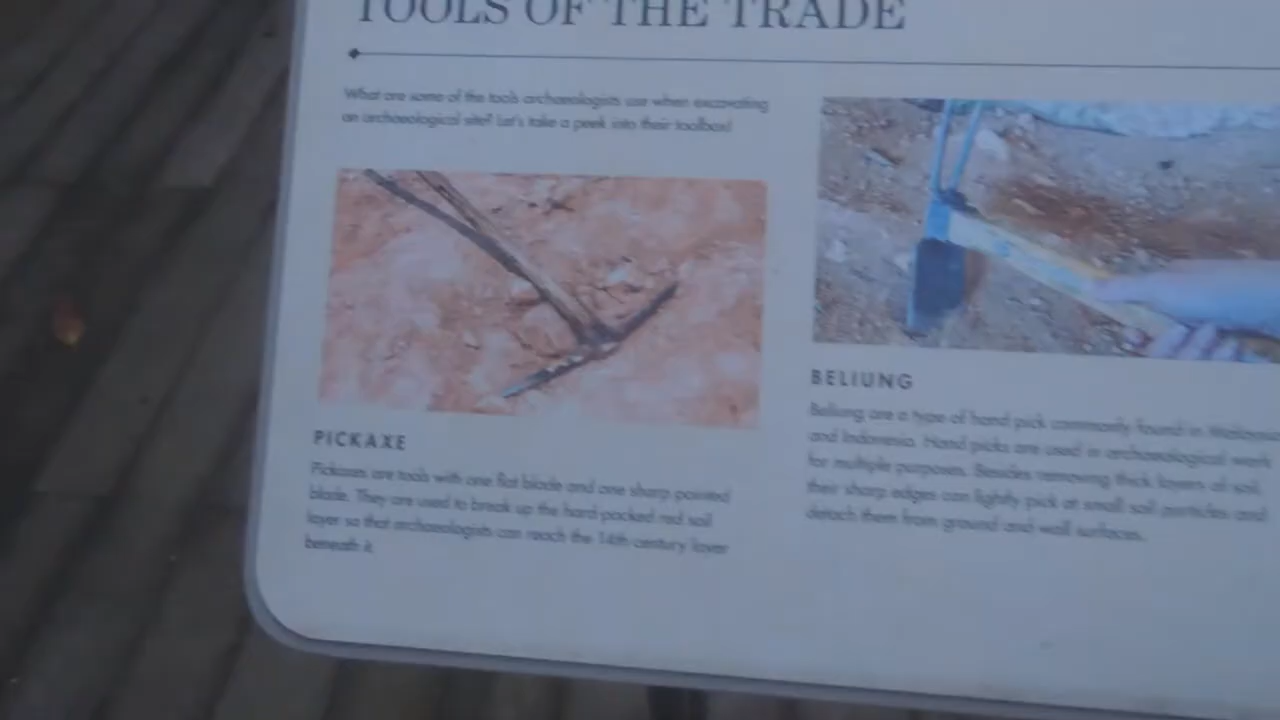 TOOLS OF THE TRADE
What are some of the tools archaeologists use when excavating
an archaeological site? Let's take a peek into their toolbox!
PICKAXE
Pickaxes are tools with one flat blade and one sharp pointed
blade. They are used to break up the hard-packed red soil
layer so that archaeologists can reach the 14th-century layer
beneath it.
BELIUNG
Beliung are a type of hand pick commonly found in Malaysia
and Indonesia. Hand picks are used in archaeological work
for multiple purposes. Besides removing thick layers of soil,
their sharp edges can lightly pick at small soil particles and
detach them from ground and wall surfaces.